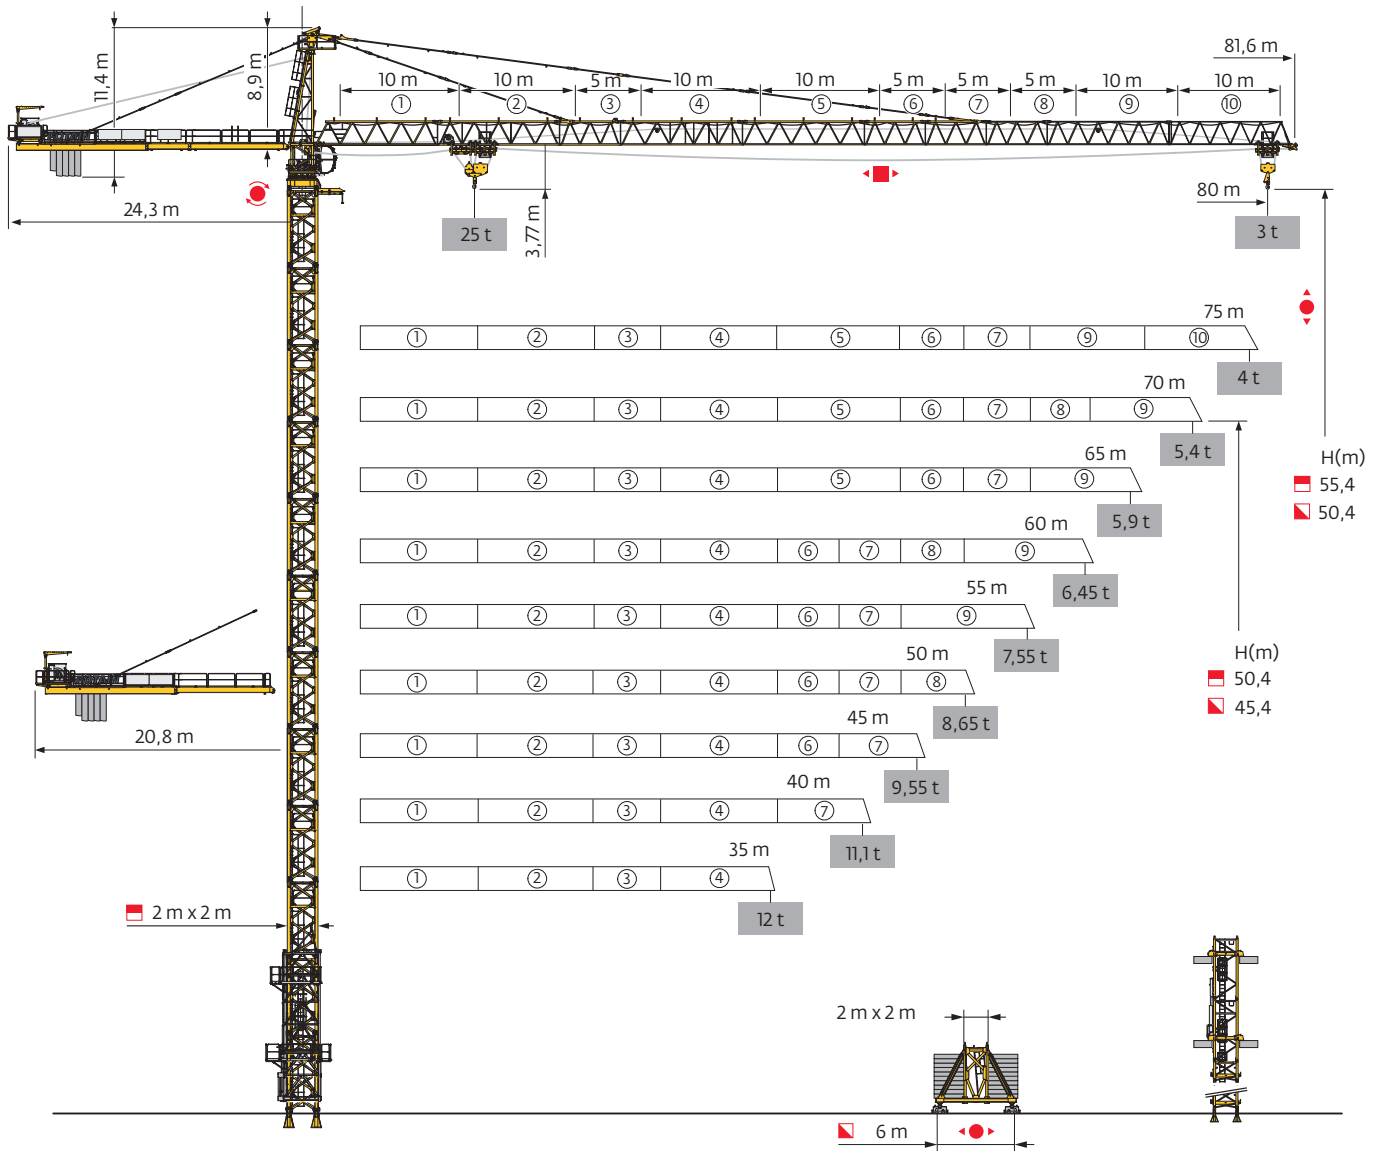 81,6 m
11,4 m
8,9 m
10 m 10 m 5 m 10 m 10 m 5 m 5 m 5 m 10 m 10 m
① ② ③ ④ ⑤ ⑥ ⑦ ⑧ ⑨ ⑩
24,3 m
25 t
3,77 m
80 m
3 t
75 m
① ② ③ ④ ⑤ ⑥ ⑦ ⑨ ⑩
4 t
70 m
① ② ③ ④ ⑤ ⑥ ⑦ ⑧ ⑨
5,4 t
65 m
① ② ③ ④ ⑤ ⑥ ⑦ ⑨
5,9 t
H(m)
55,4
50,4
60 m
① ② ③ ④ ⑥ ⑦ ⑧ ⑨
6,45 t
55 m
① ② ③ ④ ⑥ ⑦ ⑨
7,55 t
H(m)
50,4
45,4
50 m
① ② ③ ④ ⑥ ⑦ ⑧
8,65 t
20,8 m
45 m
① ② ③ ④ ⑥ ⑦
9,55 t
40 m
① ② ③ ④ ⑦
11,1 t
35 m
① ② ③ ④
12 t
2 m x 2 m
2 m x 2 m
6 m